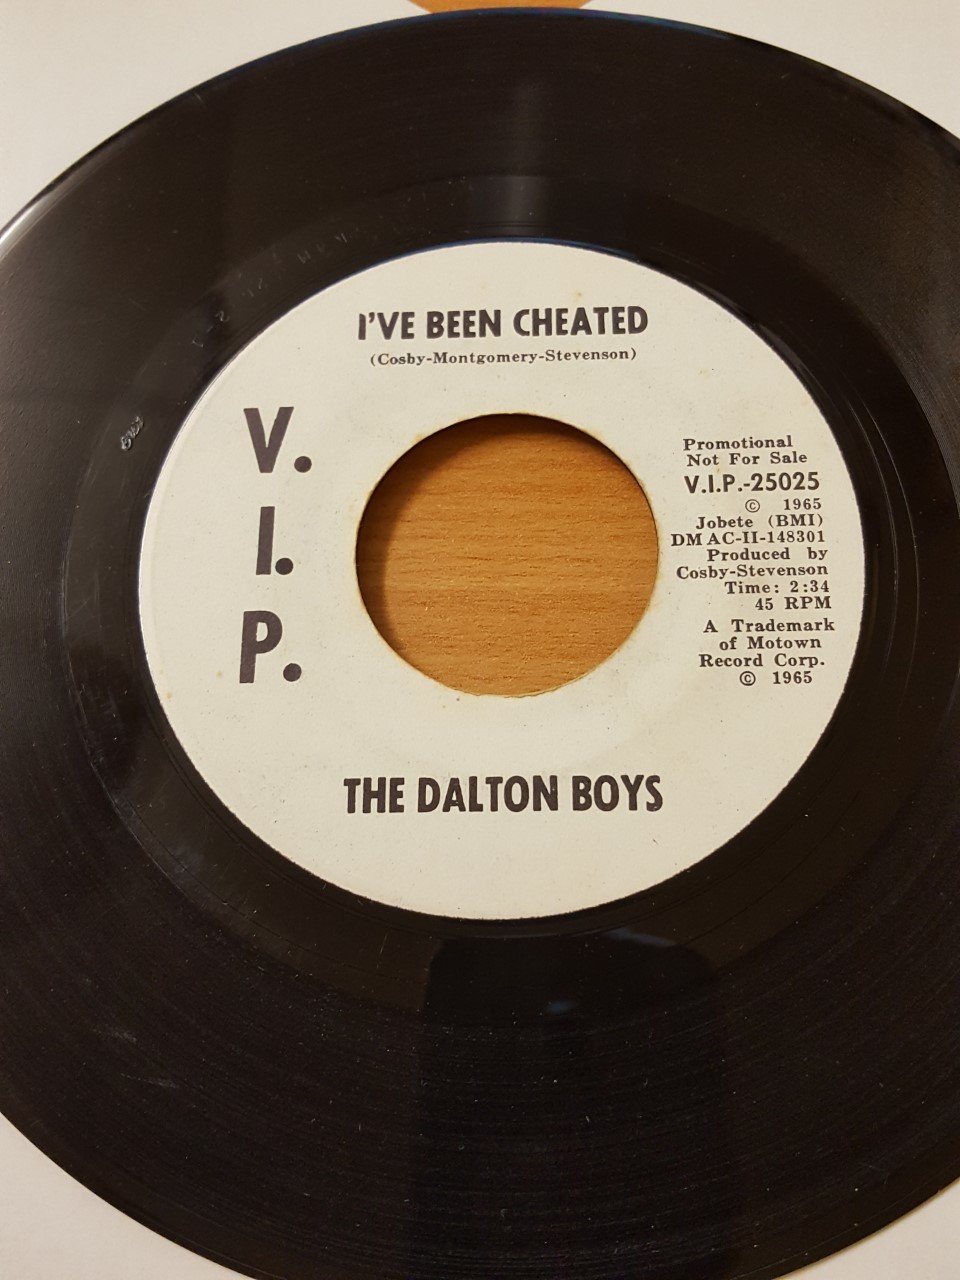 I'VE BEEN CHEATED
(Cosby-Montgomery-Stevenson)
V.
I.
P.
Promotional
Not For Sale
V.I.P.-25025
© 1965
Jobete (BMI)
DM AC-II-148301
Produced by
Cosby-Stevenson
Time: 2:34
45 RPM
A Trademark
of Motown
Record Corp.
© 1965
THE DALTON BOYS